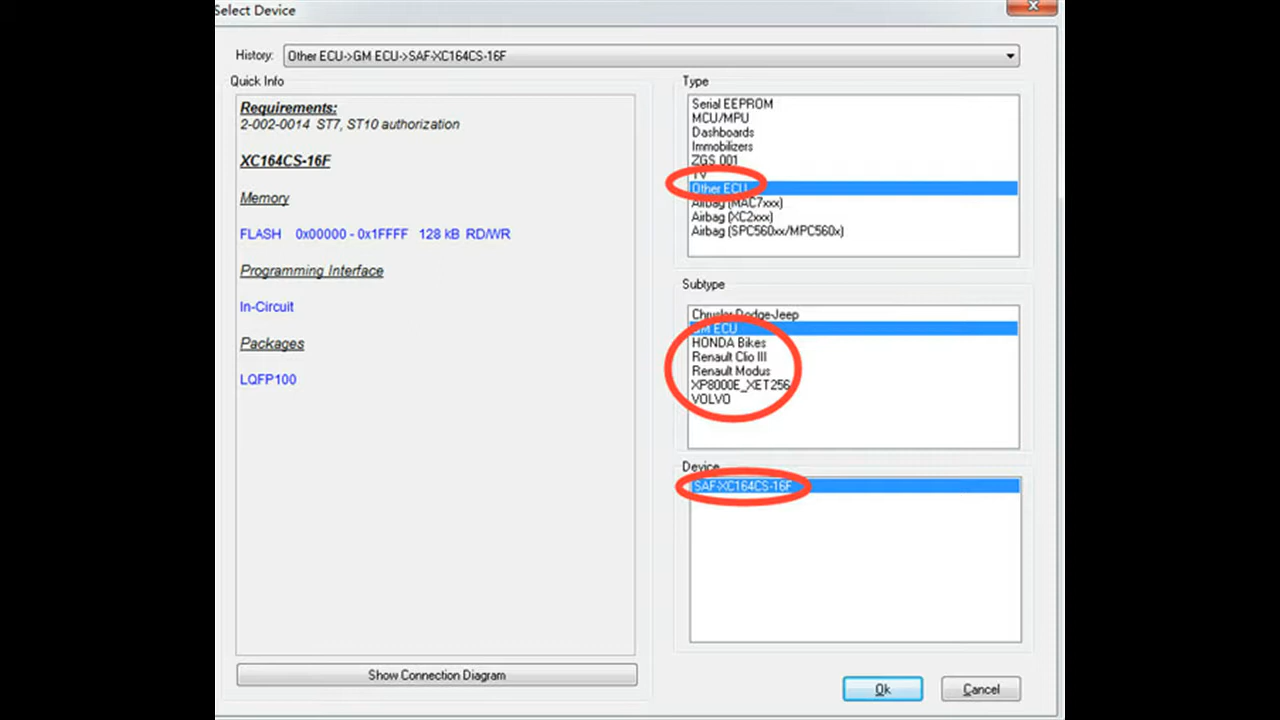 Select Device
History: Other ECU->GM ECU->SAF-XC164CS-16F
Quick Info
Requirements:
2-002-0014 ST7, ST10 authorization
XC164CS-16F
Memory
FLASH 0x00000 - 0x1FFFF 128 kB RD/WR
Programming Interface
In-Circuit
Packages
LQFP100
Show Connection Diagram
Type
Serial EEPROM
MCU/MPU
Dashboards
Immobilizers
ZGS 001
TV
Other ECU
Airbag (MAC7xxx)
Airbag (XC2xxx)
Airbag (SPC560xx/MPC560x)
Subtype
Chrysler-Dodge-Jeep
GM ECU
HONDA Bikes
Renault Clio III
Renault Modus
XP8000E_XET256
VOLVO
Device
SAF-XC164CS-16F
Ok Cancel